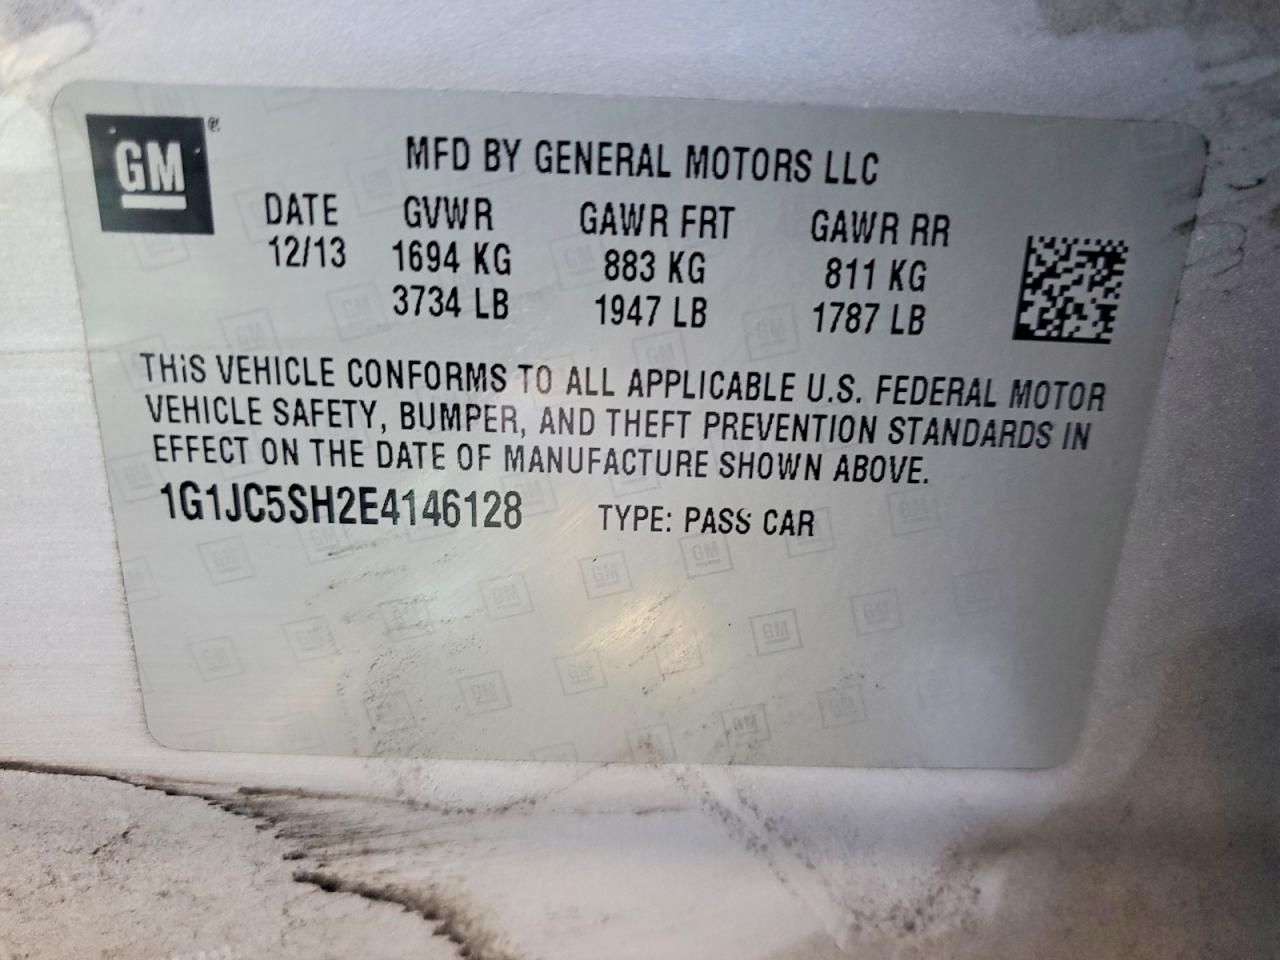 GM®
MFD BY GENERAL MOTORS LLC
DATE GVWR GAWR FRT GAWR RR
12/13 1694 KG 883 KG 811 KG
3734 LB 1947 LB 1787 LB
THiS VEHICLE CONFORMS TO ALL APPLICABLE U.S. FEDERAL MOTOR
VEHICLE SAFETY, BUMPER, AND THEFT PREVENTION STANDARDS IN
EFFECT ON THE DATE OF MANUFACTURE SHOWN ABOVE.
1G1JC5SH2E4146128 TYPE: PASS CAR